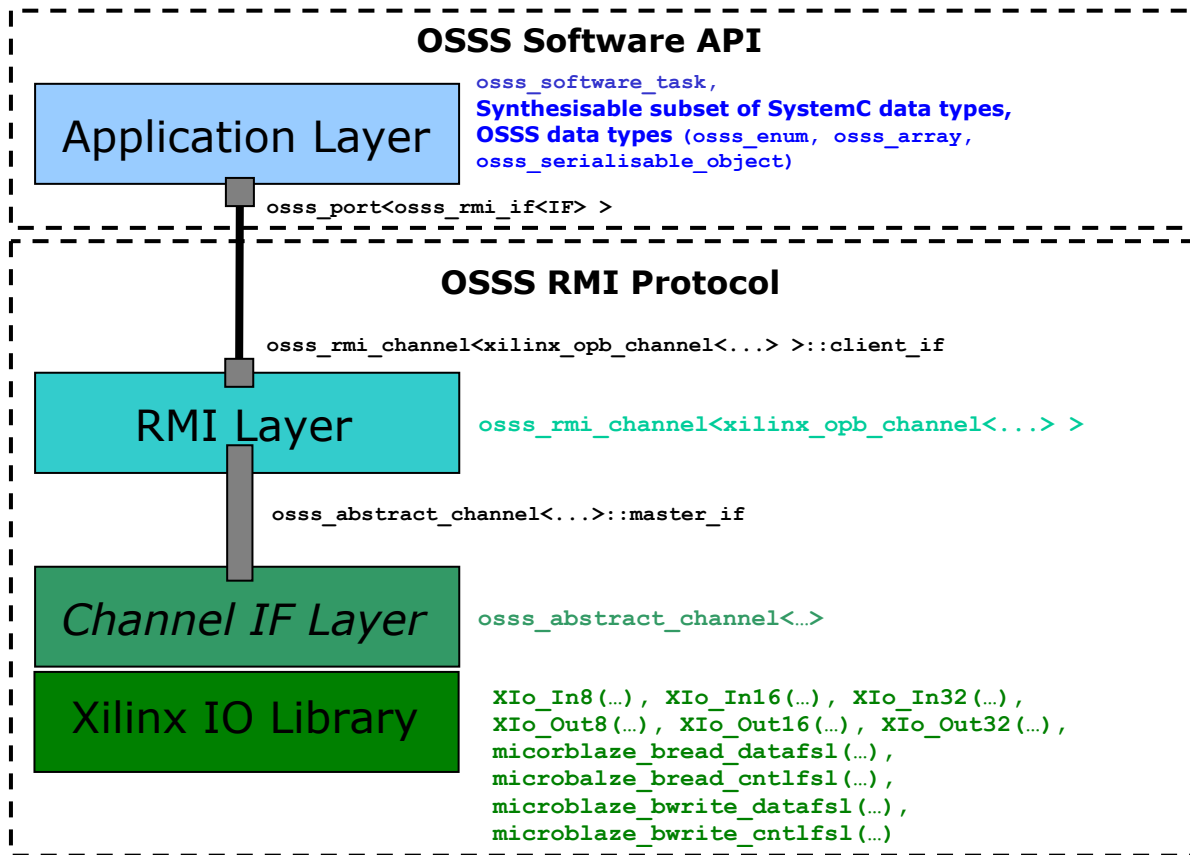 OSSS Software API
Application Layer
osss_software_task,
Synthesisable subset of SystemC data types,
OSSS data types (osss_enum, osss_array,
osss_serialisable_object)
osss_port<osss_rmi_if<IF> >
OSSS RMI Protocol
osss_rmi_channel<xilinx_opb_channel<...> >::client_if
RMI Layer
osss_rmi_channel<xilinx_opb_channel<...> >
osss_abstract_channel<...>::master_if
Channel IF Layer
osss_abstract_channel<…>
Xilinx IO Library
XIo_In8(…), XIo_In16(…), XIo_In32(…),
XIo_Out8(…), XIo_Out16(…), XIo_Out32(…),
micorblaze_bread_datafsl(…),
microbalze_bread_cntlfsl(…),
microblaze_bwrite_datafsl(…),
microblaze_bwrite_cntlfsl(…)